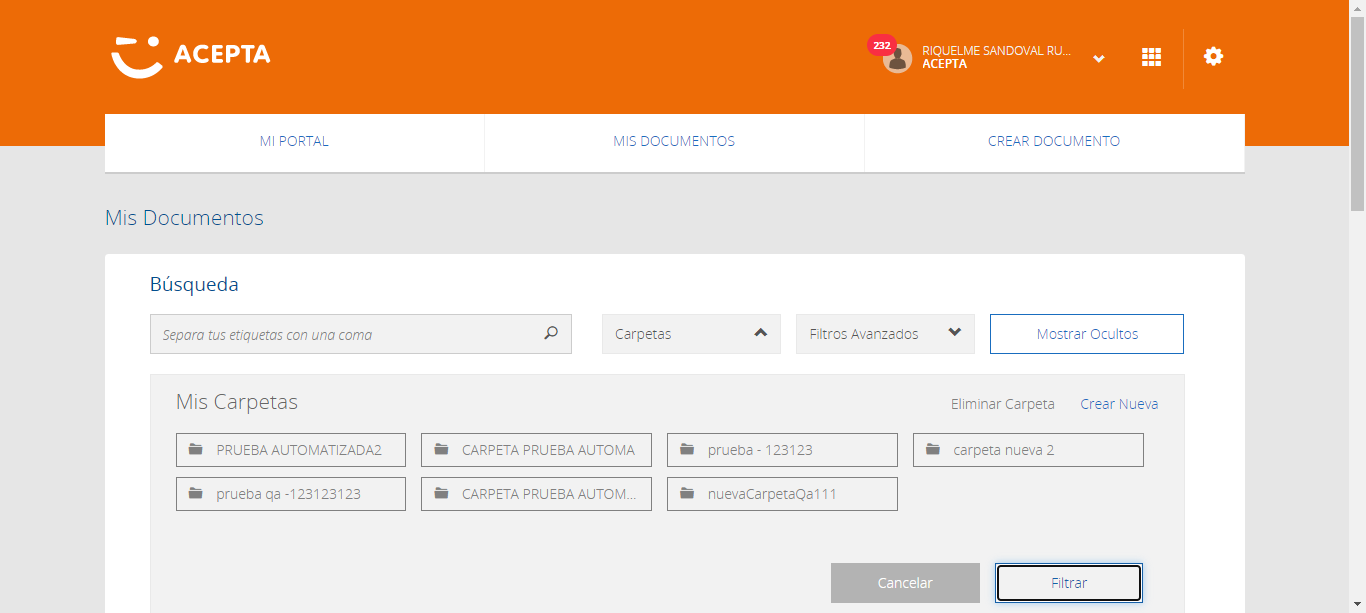 ACEPTA
232
RIQUELME SANDOVAL RU...
ACEPTA
MI PORTAL
MIS DOCUMENTOS
CREAR DOCUMENTO
Mis Documentos
Búsqueda
Separa tus etiquetas con una coma
Carpetas
Filtros Avanzados
Mostrar Ocultos
Mis Carpetas
Eliminar Carpeta
Crear Nueva
PRUEBA AUTOMATIZADA2
CARPETA PRUEBA AUTOMA
prueba - 123123
carpeta nueva 2
prueba qa -123123123
CARPETA PRUEBA AUTOM...
nuevaCarpetaQa111
Cancelar
Filtrar